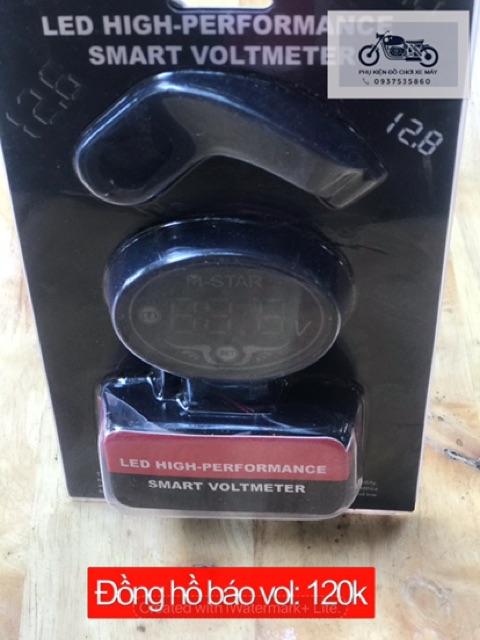 LED HIGH-PERFORMANCE
SMART VOLTMETER
PHỤ KIỆN ĐỒ CHƠI XE MÁY
0937535860
12.6
12.8
M-STAR
V
LED HIGH-PERFORMANCE
SMART VOLTMETER
Đồng hồ báo vol: 120k
Created with iWatermark+ Lite.